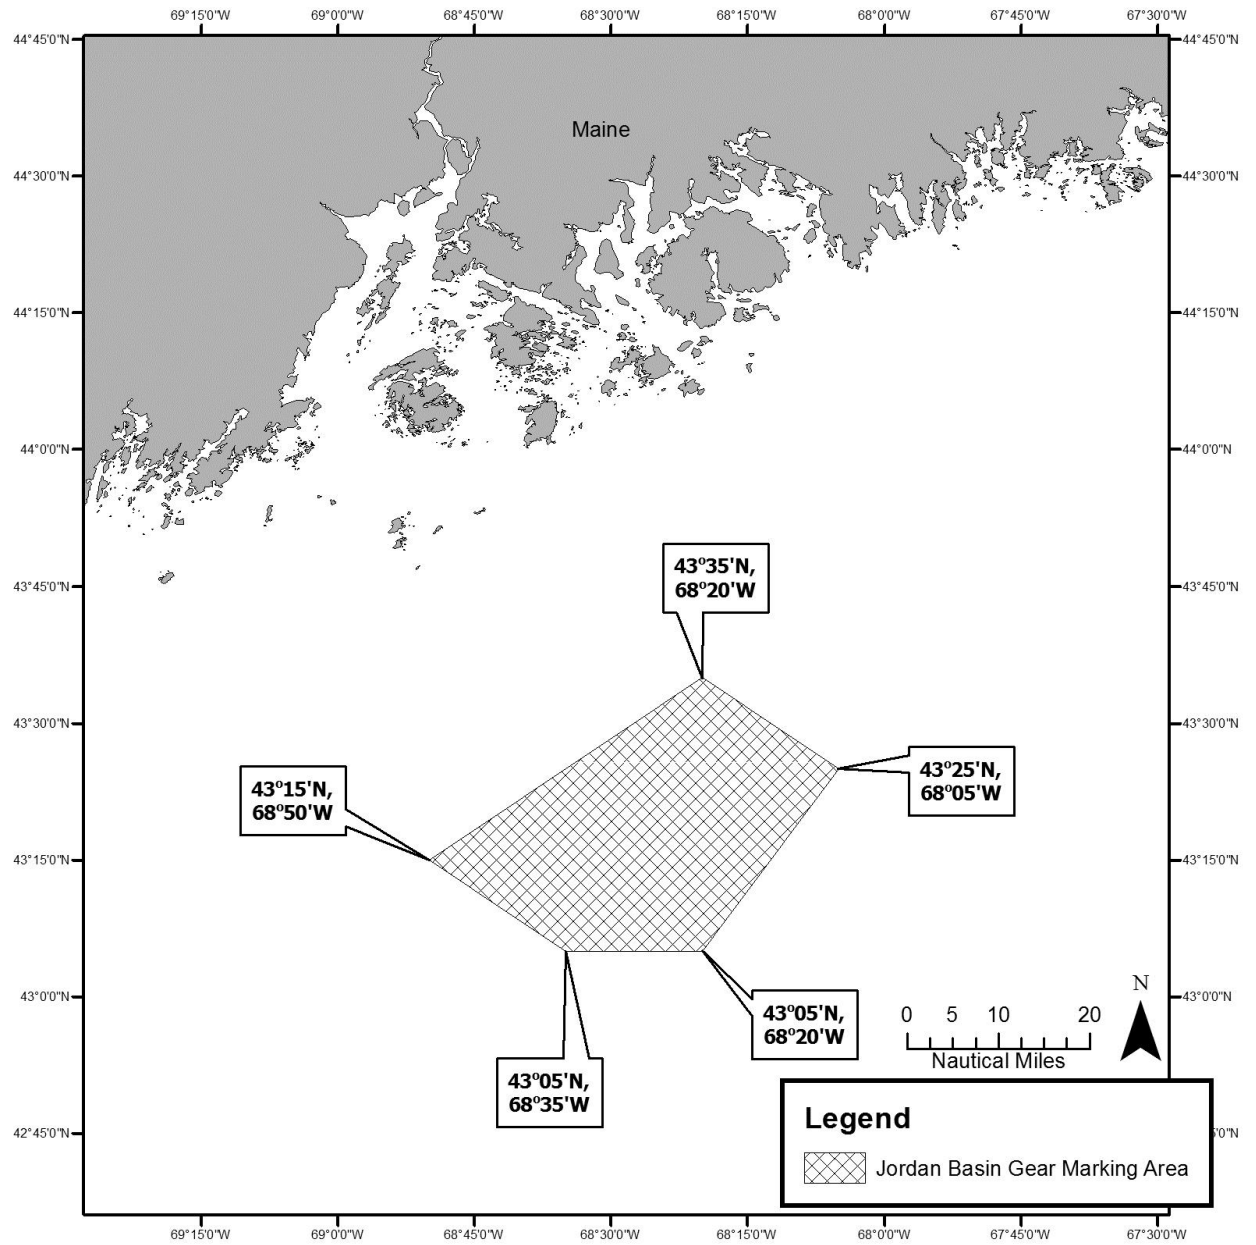 69°15'0"W 69°0'0"W 68°45'0"W 68°30'0"W 68°15'0"W 68°0'0"W 67°45'0"W 67°30'0"W
44°45'0"N 44°45'0"N
Maine
44°30'0"N 44°30'0"N
44°15'0"N 44°15'0"N
44°0'0"N 44°0'0"N
43°45'0"N 43°45'0"N
43°35'N,
68°20'W
43°30'0"N 43°30'0"N
43°25'N,
68°05'W
43°15'N,
68°50'W
43°15'0"N 43°15'0"N
43°0'0"N 43°0'0"N
43°05'N,
68°20'W
43°05'N,
68°35'W
N
0 5 10 20
Nautical Miles
42°45'0"N 5'0"N
Legend
Jordan Basin Gear Marking Area
69°15'0"W 69°0'0"W 68°45'0"W 68°30'0"W 68°15'0"W 68°0'0"W 67°45'0"W 67°30'0"W